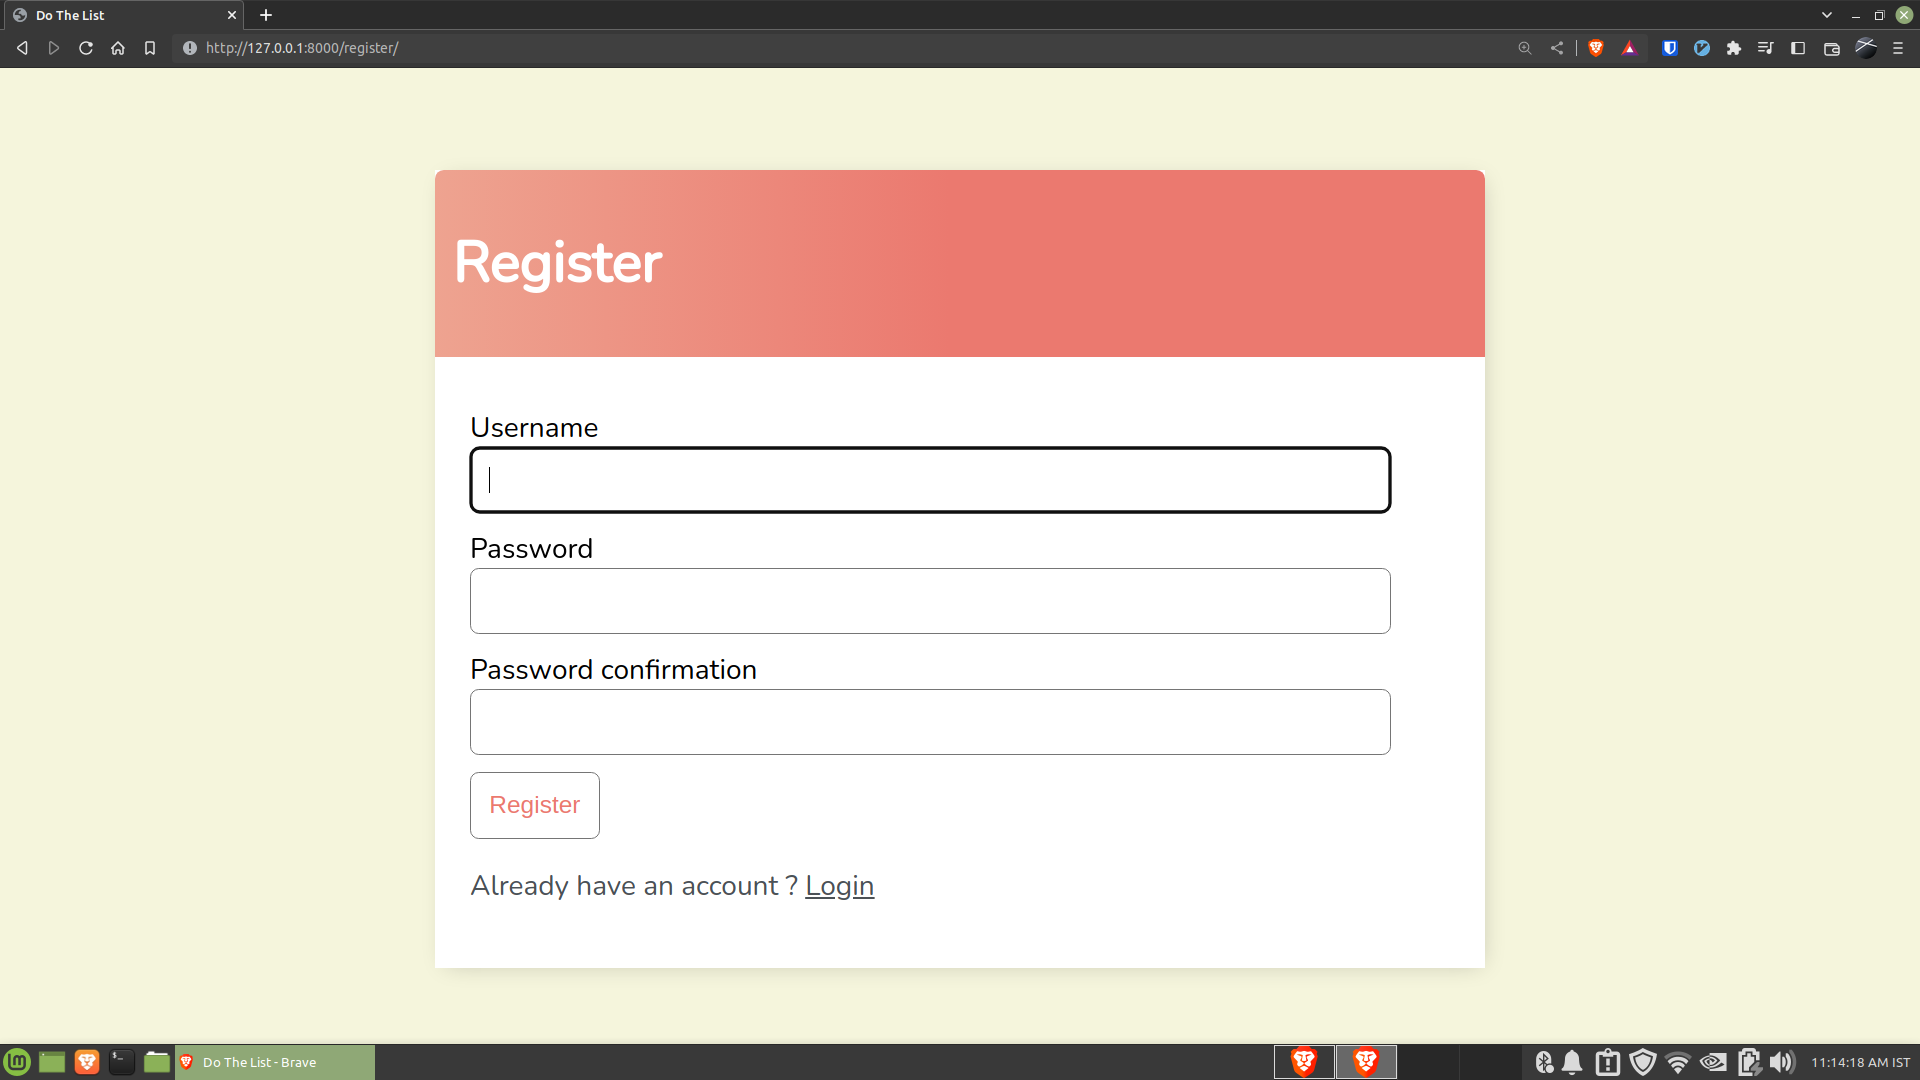 Do The List
http://127.0.0.1:8000/register/
Register
Username
Password
Password confirmation
Register
Already have an account ? Login
Do The List - Brave
11:14:18 AM IST